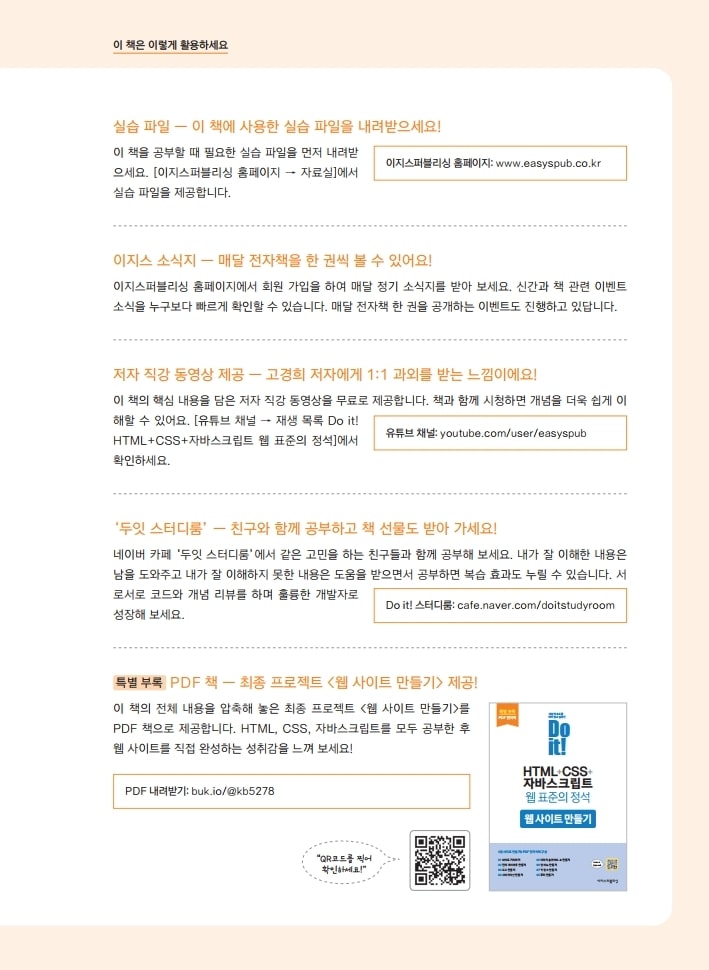 이 책은 이렇게 활용하세요
실습 파일 — 이 책에 사용한 실습 파일을 내려받으세요!
이 책을 공부할 때 필요한 실습 파일을 먼저 내려받
으세요. [이지스퍼블리싱 홈페이지 → 자료실]에서
실습 파일을 제공합니다.
이지스퍼블리싱 홈페이지: www.easyspub.co.kr
이지스 소식지 — 매달 전자책을 한 권씩 볼 수 있어요!
이지스퍼블리싱 홈페이지에서 회원 가입을 하여 매달 정기 소식지를 받아 보세요. 신간과 책 관련 이벤트
소식을 누구보다 빠르게 확인할 수 있습니다. 매달 전자책 한 권을 공개하는 이벤트도 진행하고 있답니다.
저자 직강 동영상 제공 — 고경희 저자에게 1:1 과외를 받는 느낌이에요!
이 책의 핵심 내용을 담은 저자 직강 동영상을 무료로 제공합니다. 책과 함께 시청하면 개념을 더욱 쉽게 이
해할 수 있어요. [유튜브 채널 → 재생 목록 Do it!
HTML+CSS+자바스크립트 웹 표준의 정석]에서
확인하세요.
유튜브 채널: youtube.com/user/easyspub
‘두잇 스터디룸’ — 친구와 함께 공부하고 책 선물도 받아 가세요!
네이버 카페 ‘두잇 스터디룸’에서 같은 고민을 하는 친구들과 함께 공부해 보세요. 내가 잘 이해한 내용은
남을 도와주고 내가 잘 이해하지 못한 내용은 도움을 받으면서 공부하면 복습 효과도 누릴 수 있습니다. 서
로서로 코드와 개념 리뷰를 하며 훌륭한 개발자로
성장해 보세요.
Do it! 스터디룸: cafe.naver.com/doitstudyroom
특별 부록 PDF 책 — 최종 프로젝트 <웹 사이트 만들기> 제공!
이 책의 전체 내용을 압축해 놓은 최종 프로젝트 <웹 사이트 만들기>를
PDF 책으로 제공합니다. HTML, CSS, 자바스크립트를 모두 공부한 후
웹 사이트를 직접 완성하는 성취감을 느껴 보세요!
PDF 내려받기: buk.io/@kb5278
“QR코드를 찍어
확인하세요!”
Do
it!
HTML+CSS+
자바스크립트
웹 표준의 정석
웹 사이트 만들기